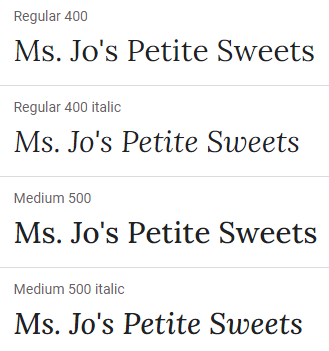 Regular 400
Ms. Jo's Petite Sweets
Regular 400 italic
Ms. Jo's Petite Sweets
Medium 500
Ms. Jo's Petite Sweets
Medium 500 italic
Ms. Jo's Petite Sweets